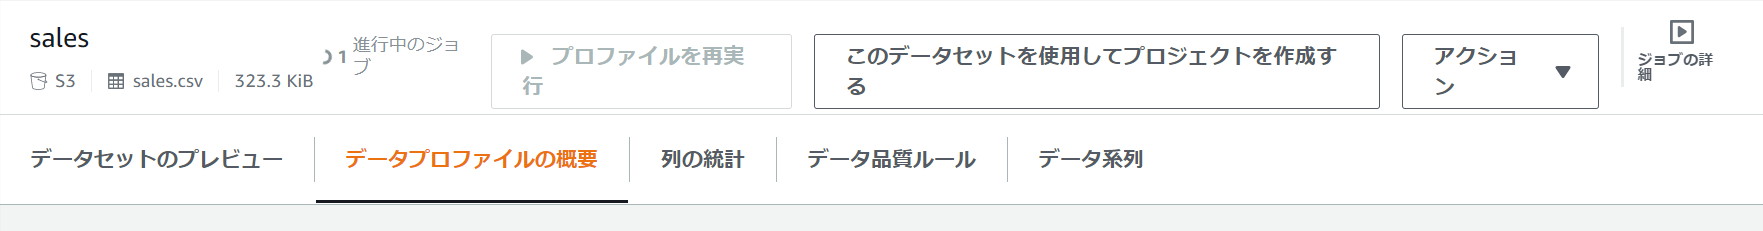 sales
S3
sales.csv
323.3 KiB
1
進行中のジョ
ブ
プロファイルを再実
行
このデータセットを使用してプロジェクトを作成す
る
アクショ
ン
ジョブの詳
細
データセットのプレビュー
データプロファイルの概要
列の統計
データ品質ルール
データ系列